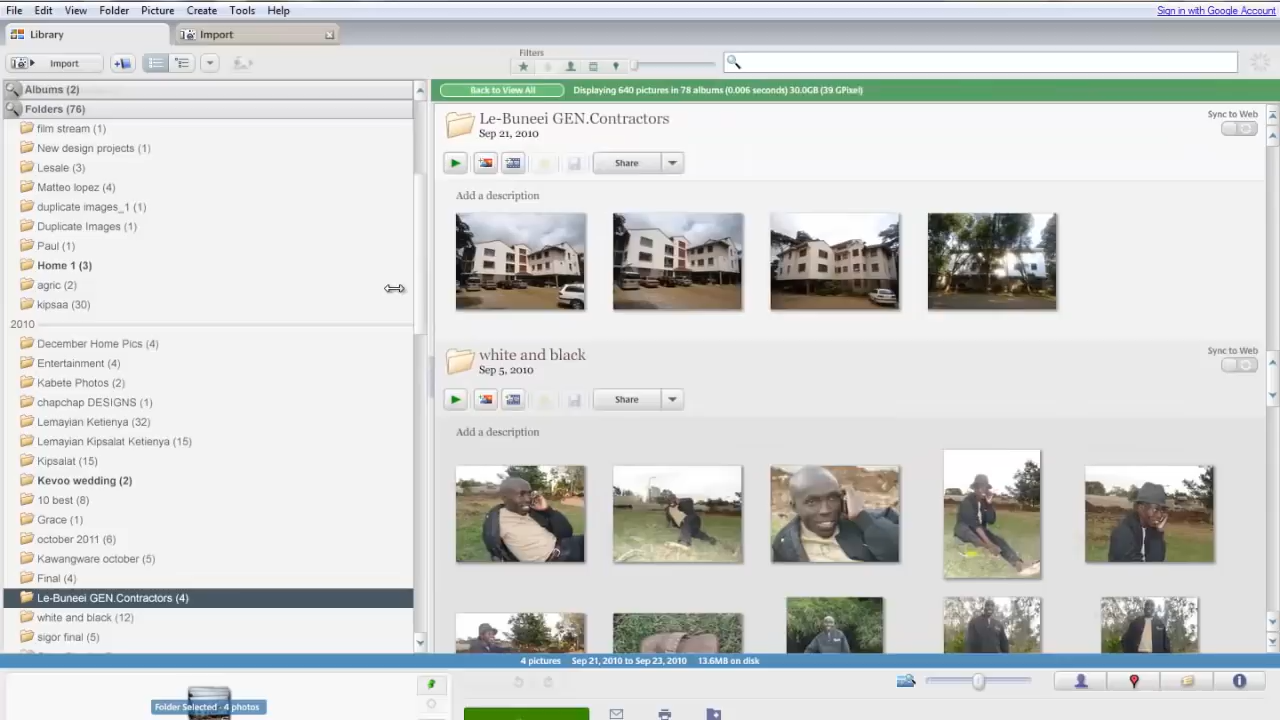 File Edit View Folder Picture Create Tools Help
Sign in with Google Account
Library
Import
Import
Filters
Albums (2)
Folders (76)
film stream (1)
New design projects (1)
Lesale (3)
Matteo lopez (4)
duplicate images_1 (1)
Duplicate Images (1)
Paul (1)
Home 1 (3)
agric (2)
kipsaa (30)
2010
December Home Pics (4)
Entertainment (4)
Kabete Photos (2)
chapchap DESIGNS (1)
Lemayian Ketienya (32)
Lemayian Kipsalat Ketienya (15)
Kipsalat (15)
Kevoo wedding (2)
10 best (8)
Grace (1)
october 2011 (6)
Kawangware october (5)
Final (4)
Le-Buneei GEN.Contractors (4)
white and black (12)
sigor final (5)
Back to View All
Displaying 640 pictures in 78 albums (0.006 seconds) 30.0GB (39 GPixel)
Le-Buneei GEN.Contractors
Sep 21, 2010
Sync to Web
Share
Add a description
white and black
Sep 5, 2010
Sync to Web
Share
Add a description
4 pictures Sep 21, 2010 to Sep 23, 2010 13.6MB on disk
Folder Selected - 4 photos